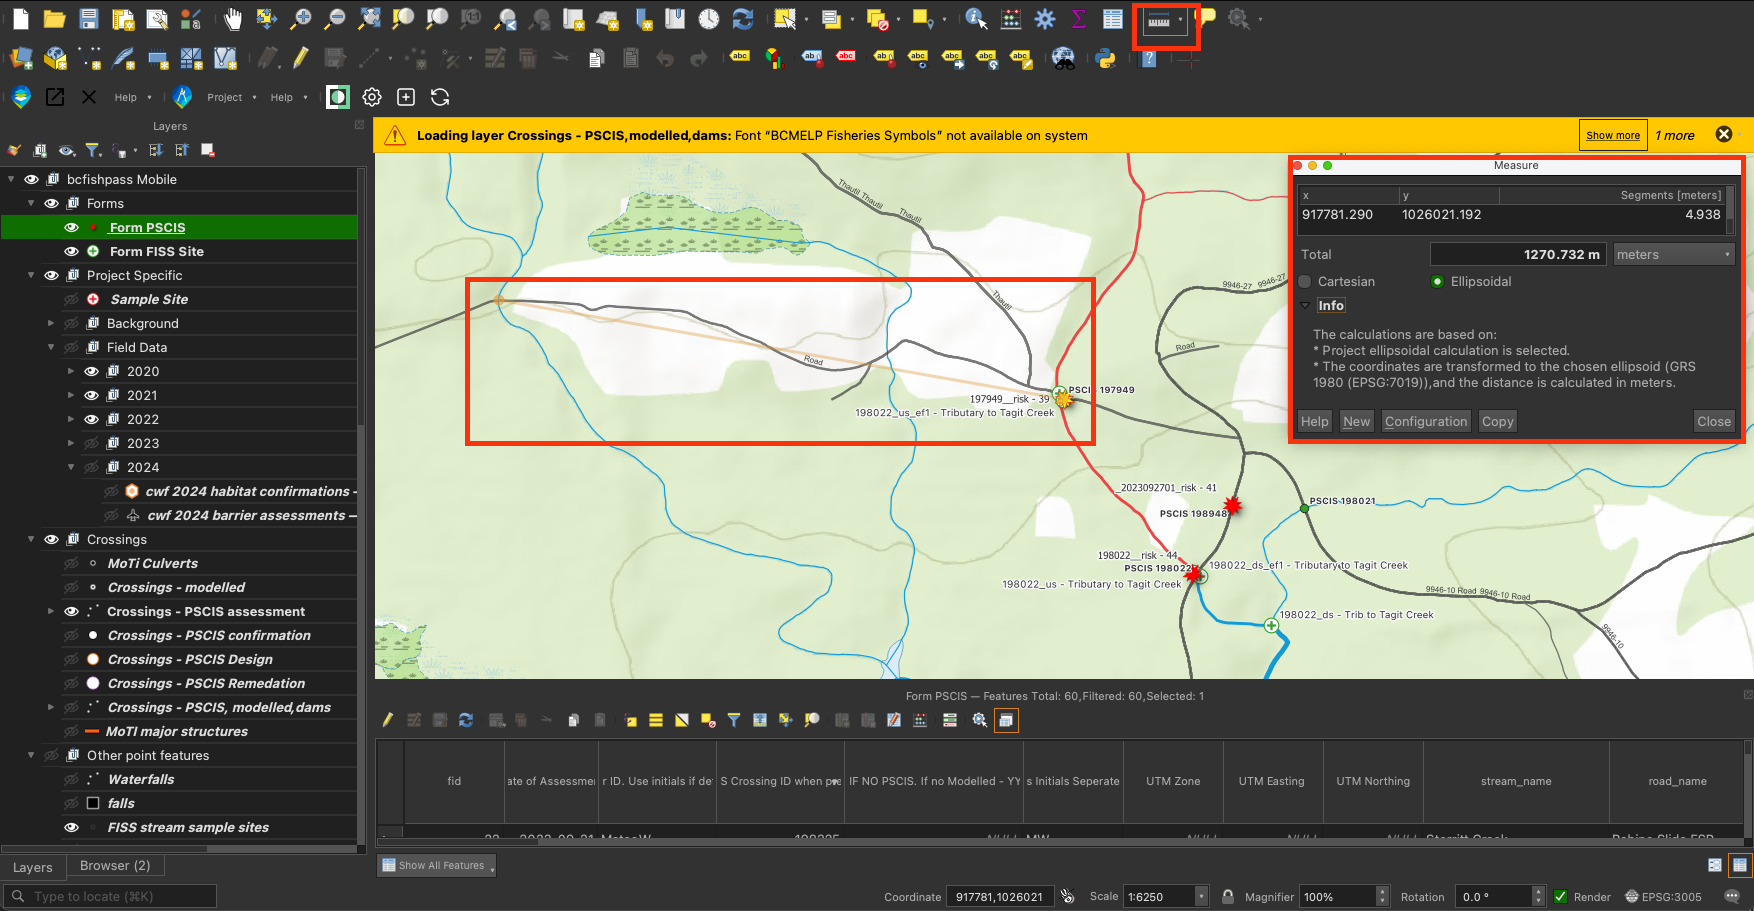 Help
Project
Help
Layers
Loading layer Crossings - PSCIS,modelled,dams: Font “BCMELP Fisheries Symbols” not available on system
Show more
1 more
bcfishpass Mobile
Forms
Form PSCIS
Form FISS Site
Project Specific
Sample Site
Background
Field Data
2020
2021
2022
2023
2024
cwf 2024 habitat confirmations -
cwf 2024 barrier assessments —
Crossings
MoTi Culverts
Crossings - modelled
Crossings - PSCIS assessment
Crossings - PSCIS confirmation
Crossings - PSCIS Design
Crossings - PSCIS Remedation
Crossings - PSCIS, modelled,dams
MoTI major structures
Other point features
Waterfalls
falls
FISS stream sample sites
Layers
Browser (2)
Type to locate (⌘K)
Thautil Thautil
Thautil
Thautil
Road
9946-27
9946-27
Road
PSCIS 197949
197949__risk - 39
198022_us_ef1 - Tributary to Tagit Creek
_2023092701_risk - 41
PSCIS 198948
PSCIS 198021
198022__risk - 44
PSCIS 198022
198022_ds_ef1 - Tributary to Tagit Creek
198022_us - Tributary to Tagit Creek
198022_ds - Trib to Tagit Creek
9946-10 Road 9946-10 Road
9946-10
Measure
x y Segments [meters]
917781.290 1026021.192 4.938
Total 1270.732 m meters
Cartesian Ellipsoidal
Info
The calculations are based on:
* Project ellipsoidal calculation is selected.
* The coordinates are transformed to the chosen ellipsoid (GRS
1980 (EPSG:7019)),and the distance is calculated in meters.
Help New Configuration Copy Close
Form PSCIS — Features Total: 60,Filtered: 60,Selected: 1
fid
ate of Assessmer
r ID. Use initials if de
S Crossing ID when p
IF NO PSCIS. If no Modelled - YY
s Initials Seperate
UTM Zone
UTM Easting
UTM Northing
stream_name
road_name
Show All Features
Coordinate 917781,1026021 Scale 1:6250 Magnifier 100% Rotation 0.0 ° Render EPSG:3005